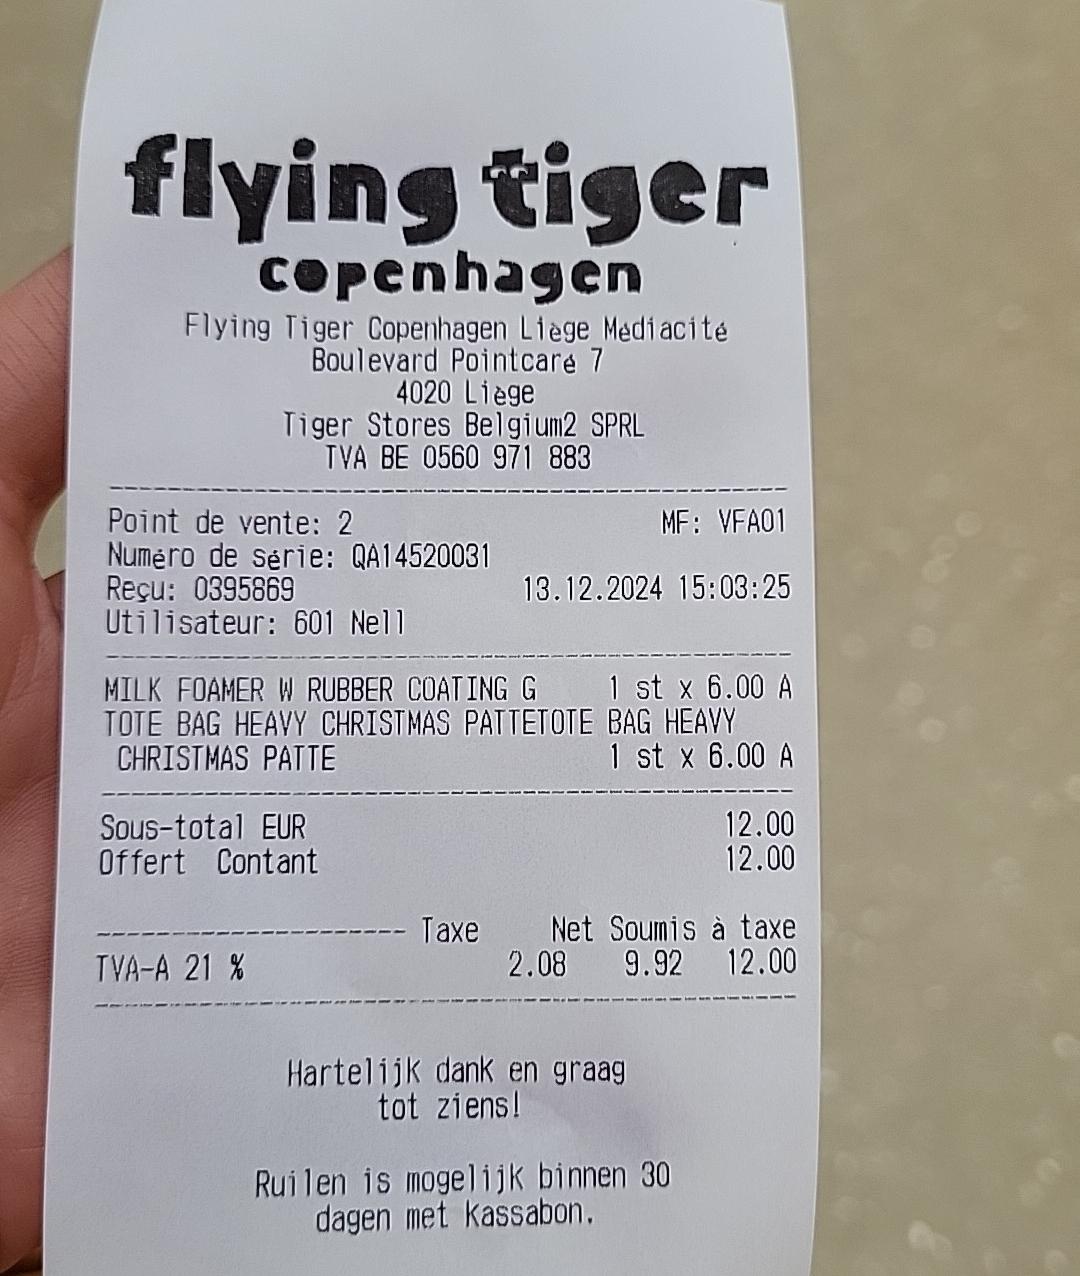 flying tiger
copenhagen
Flying Tiger Copenhagen Liège Médiacité
Boulevard Pointcaré 7
4020 Liège
Tiger Stores Belgium2 SPRL
TVA BE 0560 971 883
Point de vente: 2 MF: VFA01
Numéro de série: QA14520031
Reçu: 0395869 13.12.2024 15:03:25
Utilisateur: 601 Nell
MILK FOAMER W RUBBER COATING G 1 st x 6.00 A
TOTE BAG HEAVY CHRISTMAS PATTETOTE BAG HEAVY
CHRISTMAS PATTE 1 st x 6.00 A
Sous-total EUR 12.00
Offert Contant 12.00
Taxe Net Soumis à taxe
TVA-A 21 % 2.08 9.92 12.00
Hartelijk dank en graag
tot ziens!
Ruilen is mogelijk binnen 30
dagen met kassabon.